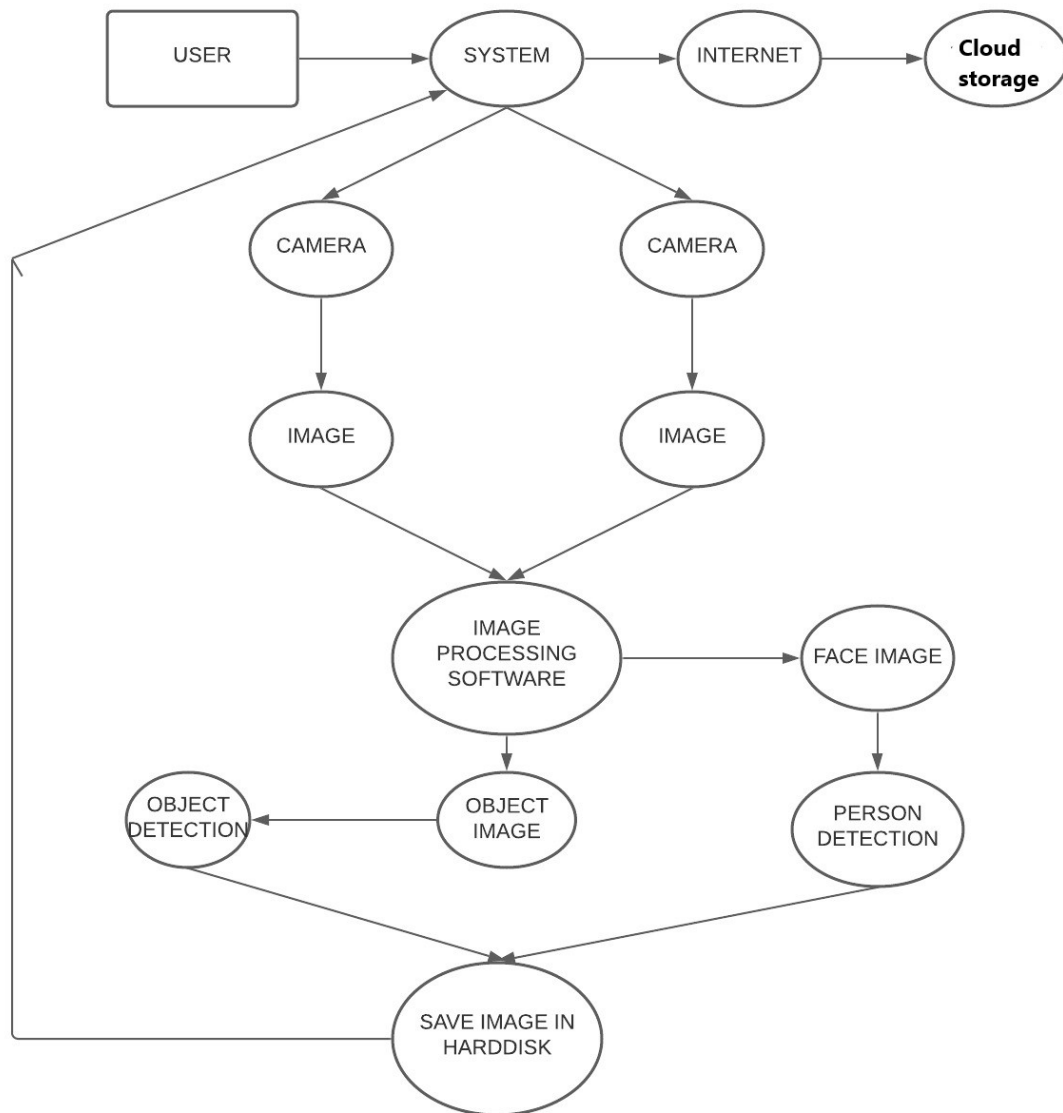 USER
SYSTEM
INTERNET
Cloud
storage
CAMERA
CAMERA
IMAGE
IMAGE
IMAGE
PROCESSING
SOFTWARE
FACE IMAGE
OBJECT
DETECTION
OBJECT
IMAGE
PERSON
DETECTION
SAVE IMAGE IN
HARDDISK